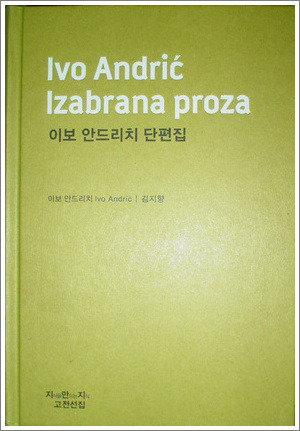 Ivo Andrić
Izabrana proza
이보 안드리치 단편집
이보 안드리치 Ivo Andrić | 김지향
지식을만드는지식
고전선집